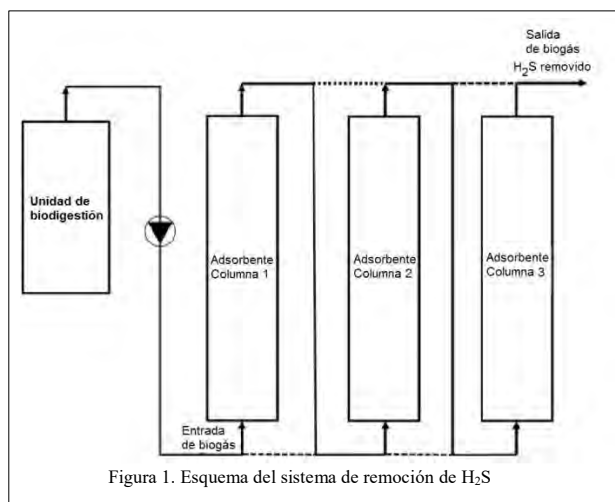 Salida
de biogás
H₂S removido
Unidad de
biodigestión
Adsorbente
Columna 1
Adsorbente
Columna 2
Adsorbente
Columna 3
Entrada
de biogás
Figura 1. Esquema del sistema de remoción de H₂S